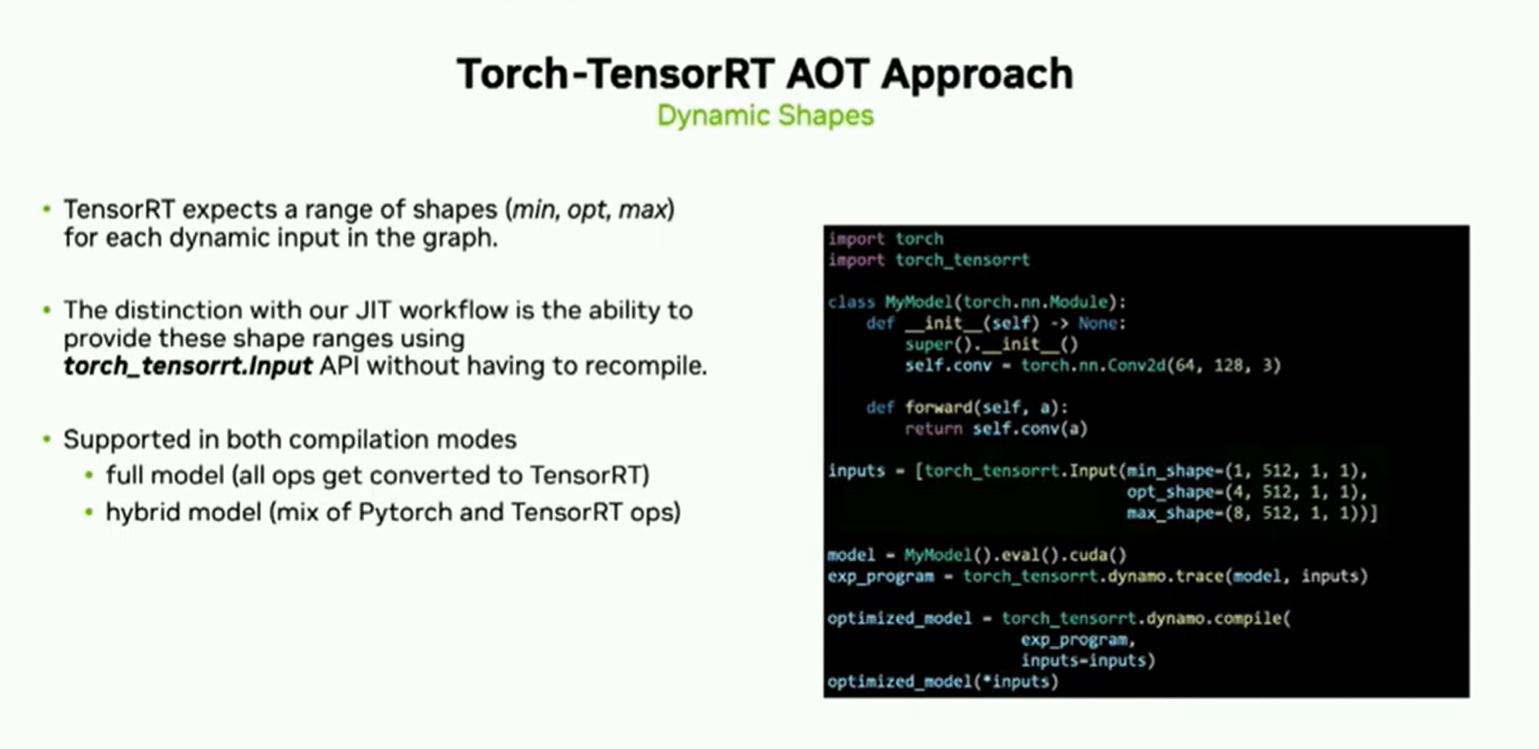 Torch-TensorRT AOT Approach
Dynamic Shapes
• TensorRT expects a range of shapes (min, opt, max)
for each dynamic input in the graph.
• The distinction with our JIT workflow is the ability to
provide these shape ranges using
torch_tensorrt.Input API without having to recompile.
• Supported in both compilation modes
• full model (all ops get converted to TensorRT)
• hybrid model (mix of Pytorch and TensorRT ops)
import torch
import torch_tensorrt
class MyModel(torch.nn.Module):
    def __init__(self) -> None:
        super().__init__()
        self.conv = torch.nn.Conv2d(64, 128, 3)
    def forward(self, a):
        return self.conv(a)
inputs = [torch_tensorrt.Input(min_shape=(1, 512, 1, 1),
                               opt_shape=(4, 512, 1, 1),
                               max_shape=(8, 512, 1, 1))]
model = MyModel().eval().cuda()
exp_program = torch_tensorrt.dynamo.trace(model, inputs)
optimized_model = torch_tensorrt.dynamo.compile(
                    exp_program,
                    inputs=inputs)
optimized_model(*inputs)